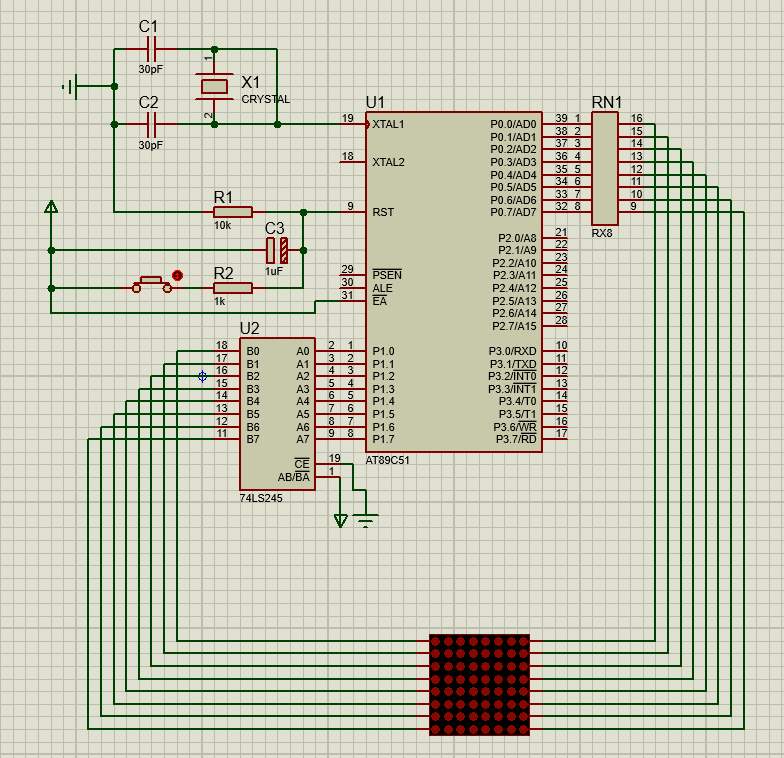 C1
30pF
1
X1
CRYSTAL
C2
2
30pF
U1
RN1
19 XTAL1 P0.0/AD0 39 1 16
P0.1/AD1 38 2 15
P0.2/AD2 37 3 14
18 XTAL2 P0.3/AD3 36 4 13
P0.4/AD4 35 5 12
P0.5/AD5 34 6 11
P0.6/AD6 33 7 10
R1
10k
9 RST P0.7/AD7 32 8 9
RX8
C3
1uF
P2.0/A8 21
P2.1/A9 22
P2.2/A10 23
29 PSEN P2.3/A11 24
30 ALE P2.4/A12 25
31 EA P2.5/A13 26
P2.6/A14 27
P2.7/A15 28
R2
1k
U2
18 B0 A0 2 1 P1.0 P3.0/RXD 10
17 B1 A1 3 2 P1.1 P3.1/TXD 11
16 B2 A2 4 3 P1.2 P3.2/INT0 12
15 B3 A3 5 4 P1.3 P3.3/INT1 13
14 B4 A4 6 5 P1.4 P3.4/T0 14
13 B5 A5 7 6 P1.5 P3.5/T1 15
12 B6 A6 8 7 P1.6 P3.6/WR 16
11 B7 A7 9 8 P1.7 P3.7/RD 17
CE 19
AB/BA 1
AT89C51
74LS245